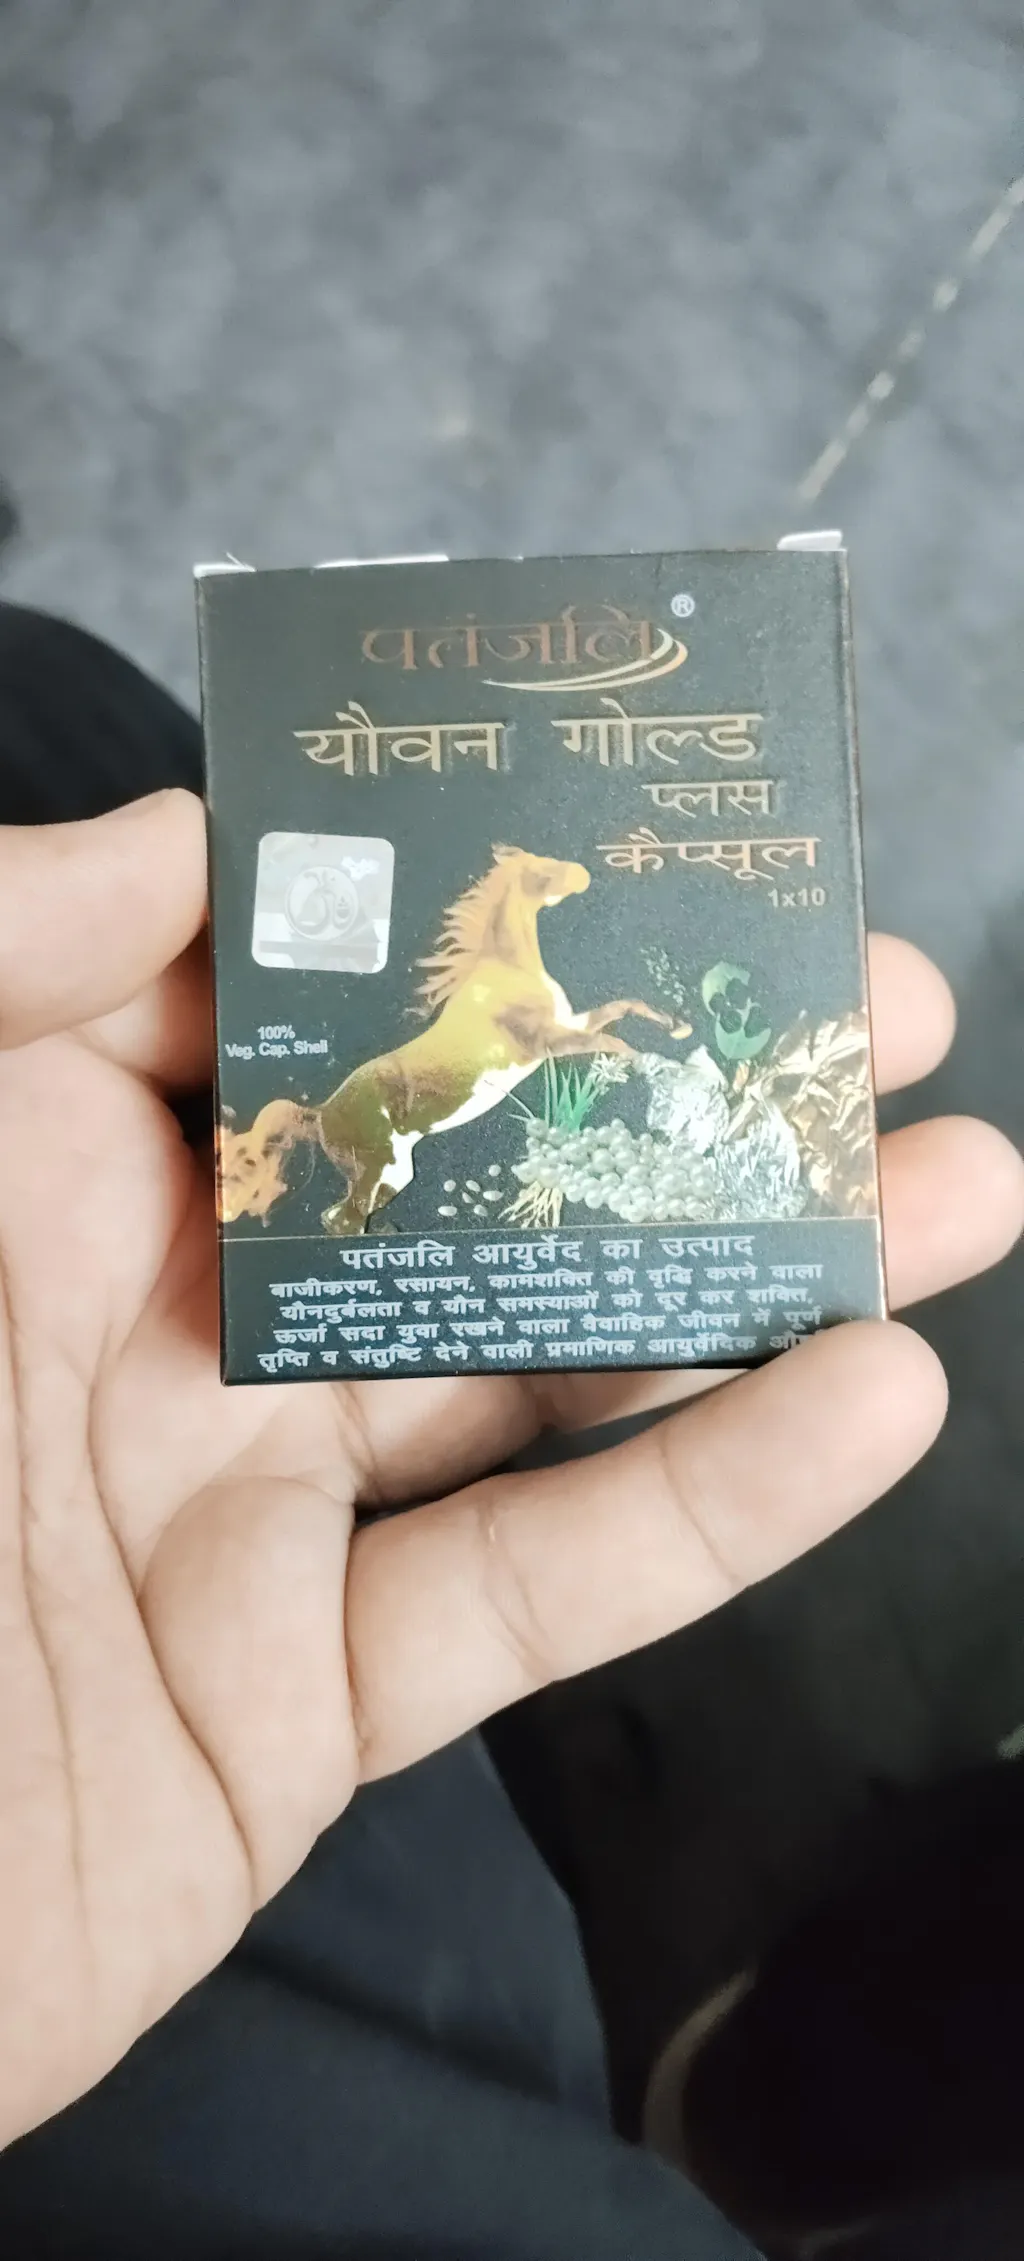 पतंजलि®
यौवन गोल्ड
प्लस
कैप्सूल
1x10
100%
Veg. Cap. Shell
पतंजलि आयुर्वेद का उत्पाद
बाजीकरण, रसायन, कामशक्ति की वृद्धि करने वाला
यौनदुर्बलता व यौन समस्याओं को दूर कर शक्ति,
ऊर्जा सदा युवा रखने वाला वैवाहिक जीवन में पूर्ण
तृप्ति व संतुष्टि देने वाली प्रमाणिक आयुर्वेदिक